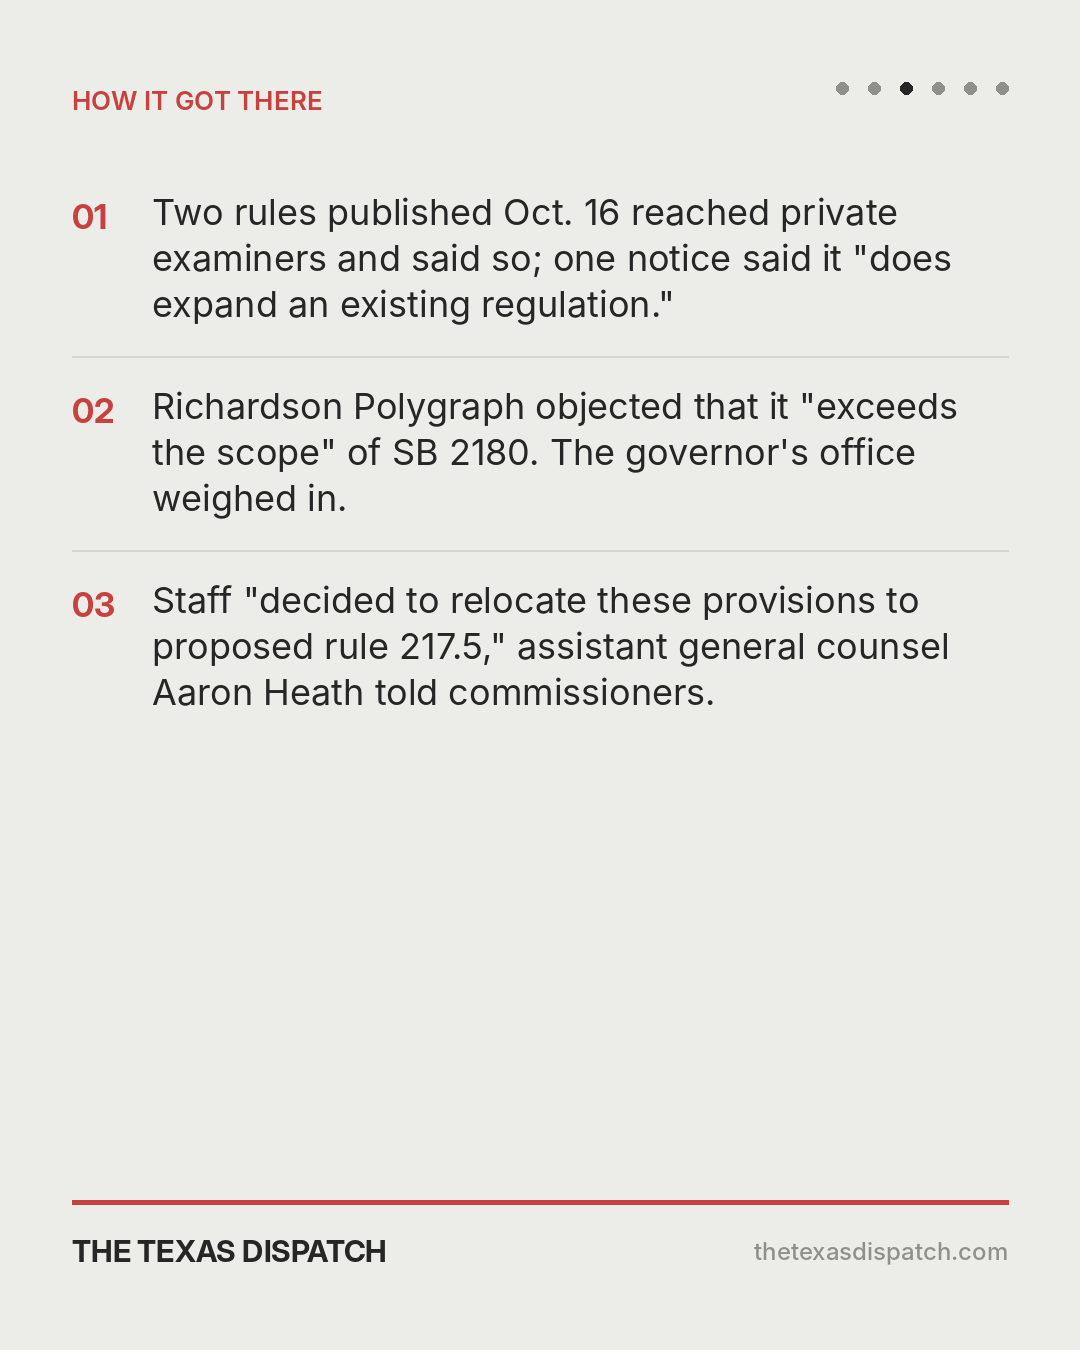 HOW IT GOT THERE
01 Two rules published Oct. 16 reached private
examiners and said so; one notice said it "does
expand an existing regulation."
02 Richardson Polygraph objected that it "exceeds
the scope" of SB 2180. The governor's office
weighed in.
03 Staff "decided to relocate these provisions to
proposed rule 217.5," assistant general counsel
Aaron Heath told commissioners.
THE TEXAS DISPATCH
thetexasdispatch.com